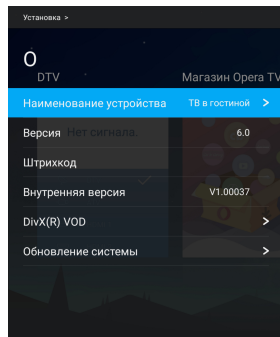 Установка >
О
DTV Магазин Opera TV
Наименование устройства ТВ в гостиной >
Версия Нет сигнала. 6.0
Штрихкод
Внутренняя версия V1.00037
DivX(R) VOD >
Обновление системы >